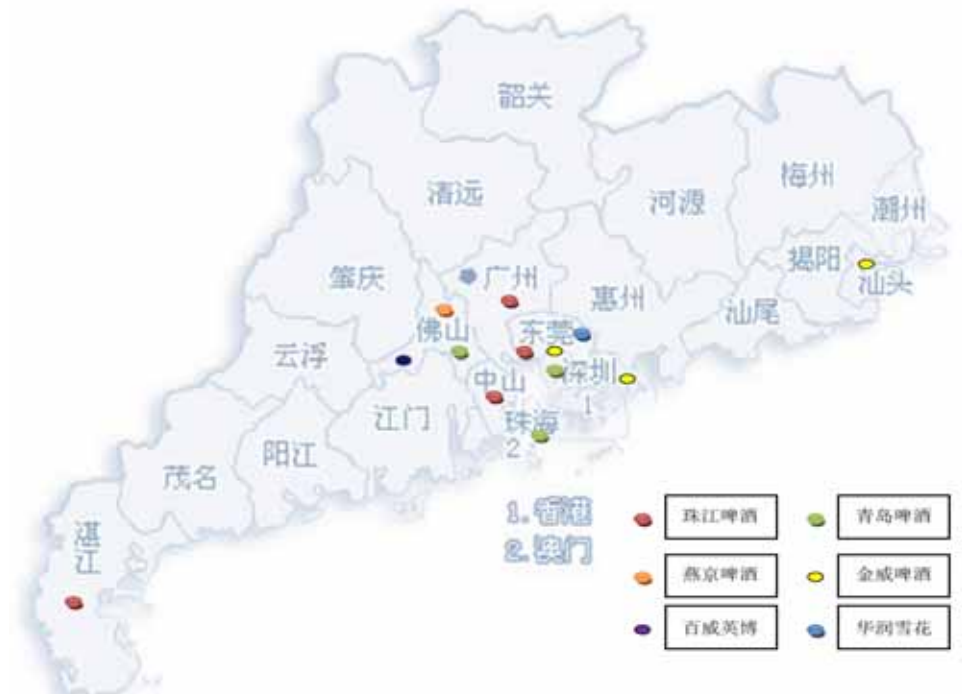 韶关
梅州
清远
河源
潮州
揭阳
肇庆
广州
汕头
惠州
汕尾
佛山
东莞
云浮
深圳
中山
1
江门
珠海
2
阳江
茂名
湛江
1.香港
2.澳门
珠江啤酒
青岛啤酒
燕京啤酒
金威啤酒
百威英博
华润雪花